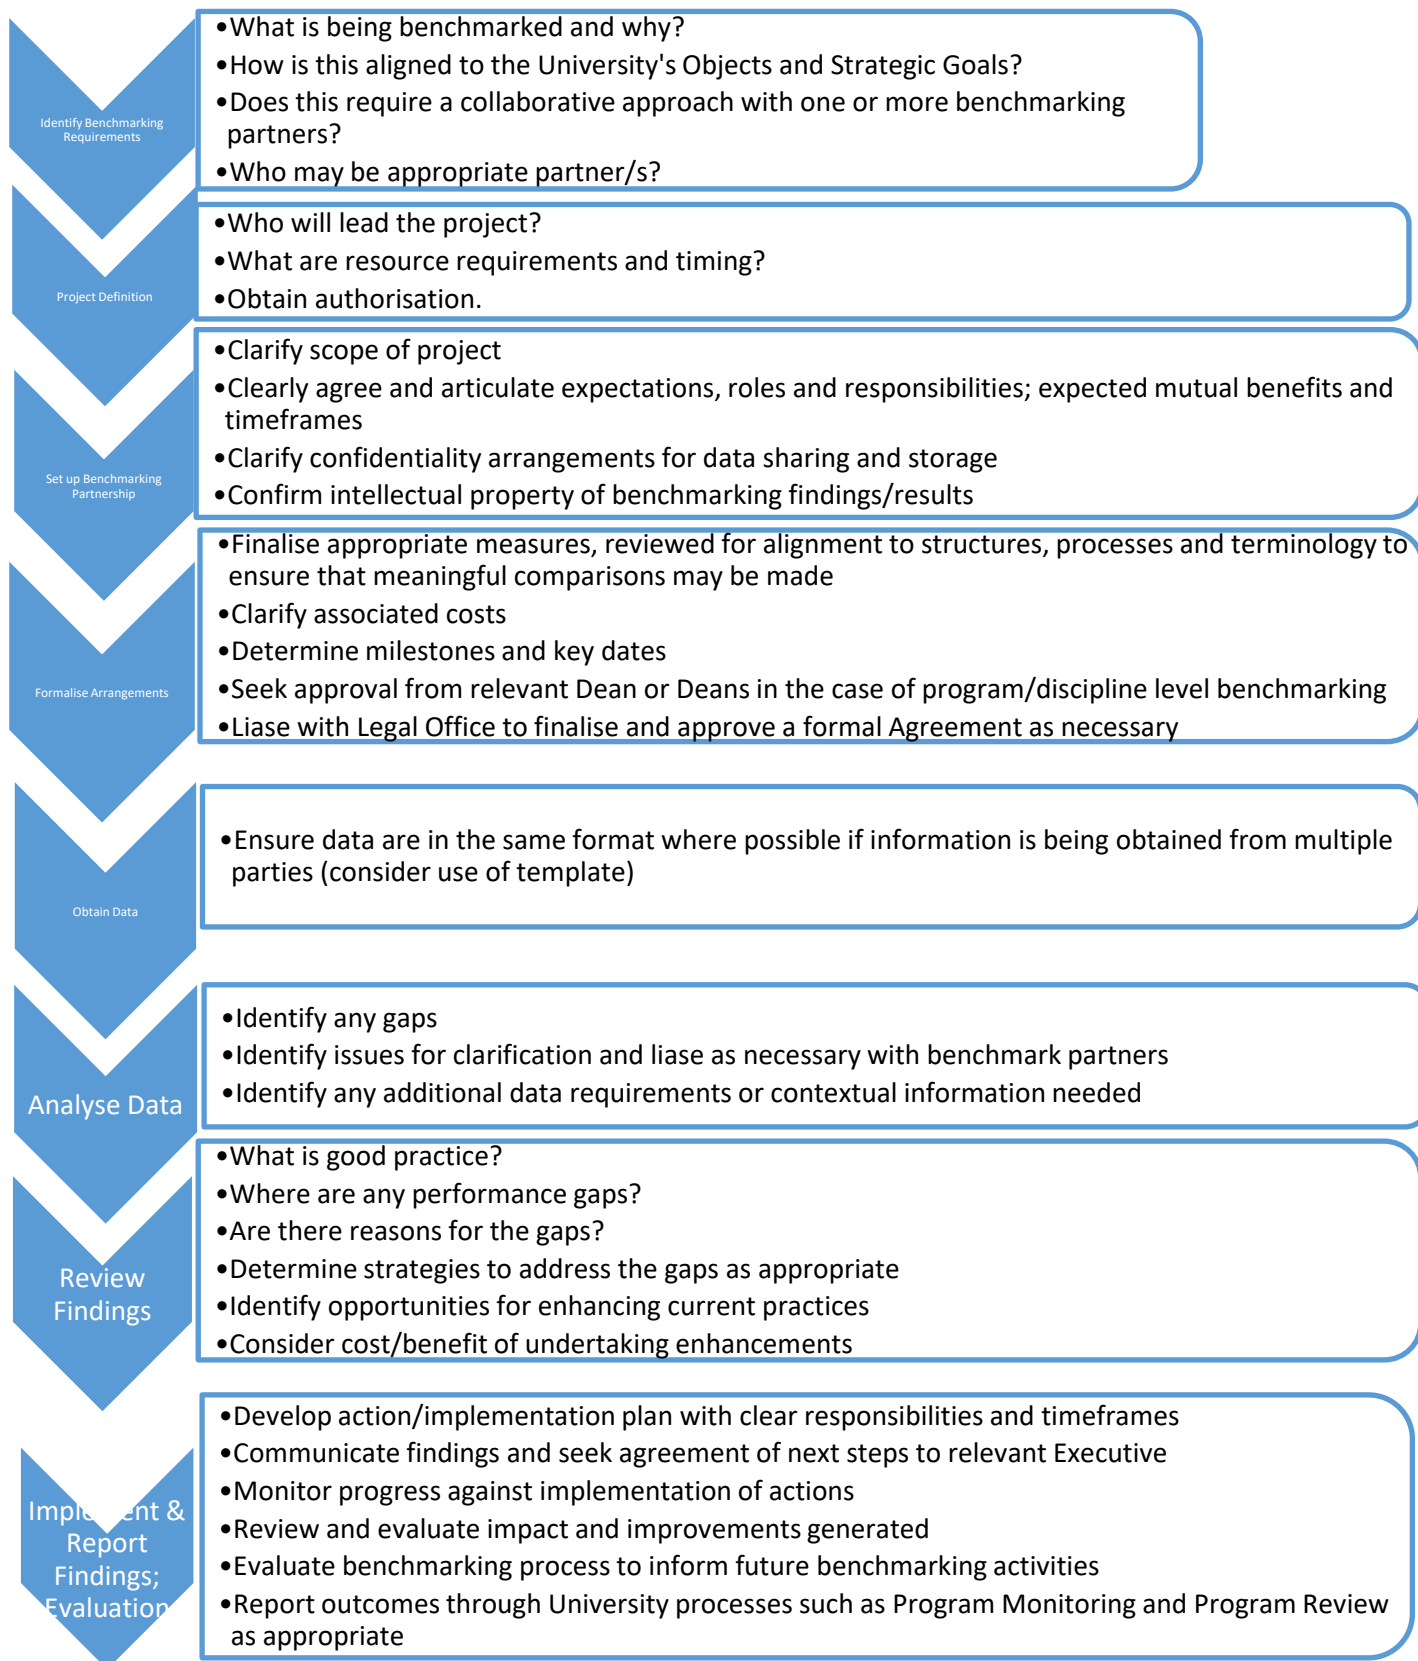 •What is being benchmarked and why?
•How is this aligned to the University's Objects and Strategic Goals?
•Does this require a collaborative approach with one or more benchmarking
partners?
•Who may be appropriate partner/s?
Identify Benchmarking
Requirements
•Who will lead the project?
•What are resource requirements and timing?
•Obtain authorisation.
Project Definition
•Clarify scope of project
•Clearly agree and articulate expectations, roles and responsibilities; expected mutual benefits and
timeframes
•Clarify confidentiality arrangements for data sharing and storage
•Confirm intellectual property of benchmarking findings/results
Set up Benchmarking
Partnership
•Finalise appropriate measures, reviewed for alignment to structures, processes and terminology to
ensure that meaningful comparisons may be made
•Clarify associated costs
•Determine milestones and key dates
•Seek approval from relevant Dean or Deans in the case of program/discipline level benchmarking
•Liase with Legal Office to finalise and approve a formal Agreement as necessary
Formalise Arrangements
•Ensure data are in the same format where possible if information is being obtained from multiple
parties (consider use of template)
Obtain Data
•Identify any gaps
•Identify issues for clarification and liase as necessary with benchmark partners
•Identify any additional data requirements or contextual information needed
Analyse Data
•What is good practice?
•Where are any performance gaps?
•Are there reasons for the gaps?
•Determine strategies to address the gaps as appropriate
•Identify opportunities for enhancing current practices
•Consider cost/benefit of undertaking enhancements
Review
Findings
•Develop action/implementation plan with clear responsibilities and timeframes
•Communicate findings and seek agreement of next steps to relevant Executive
•Monitor progress against implementation of actions
•Review and evaluate impact and improvements generated
•Evaluate benchmarking process to inform future benchmarking activities
•Report outcomes through University processes such as Program Monitoring and Program Review
as appropriate
Implement &
Report
Findings;
Evaluation